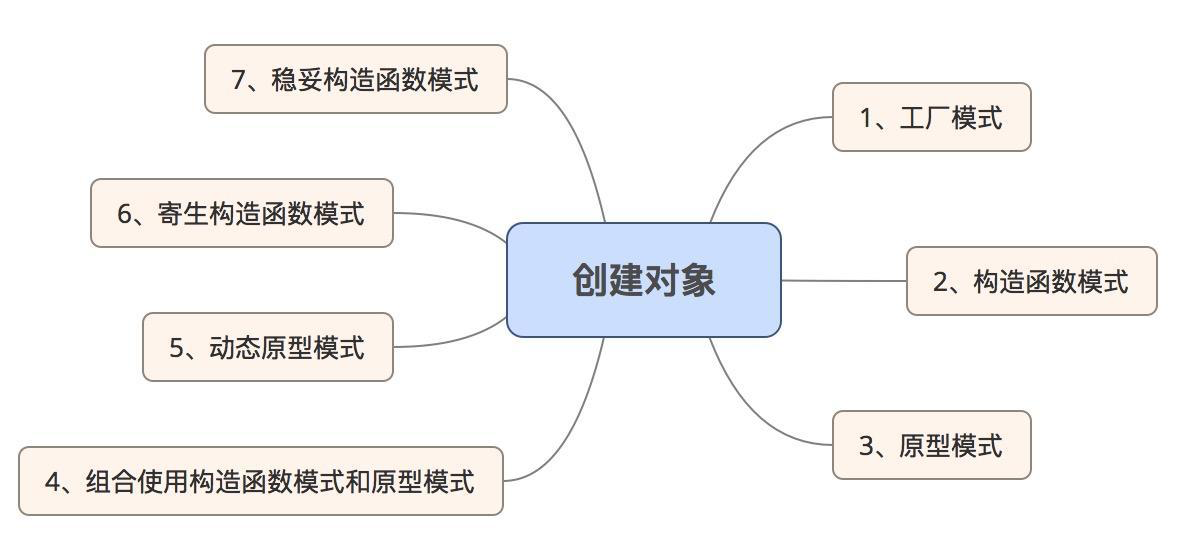 创建对象
1、工厂模式
2、构造函数模式
3、原型模式
4、组合使用构造函数模式和原型模式
5、动态原型模式
6、寄生构造函数模式
7、稳妥构造函数模式